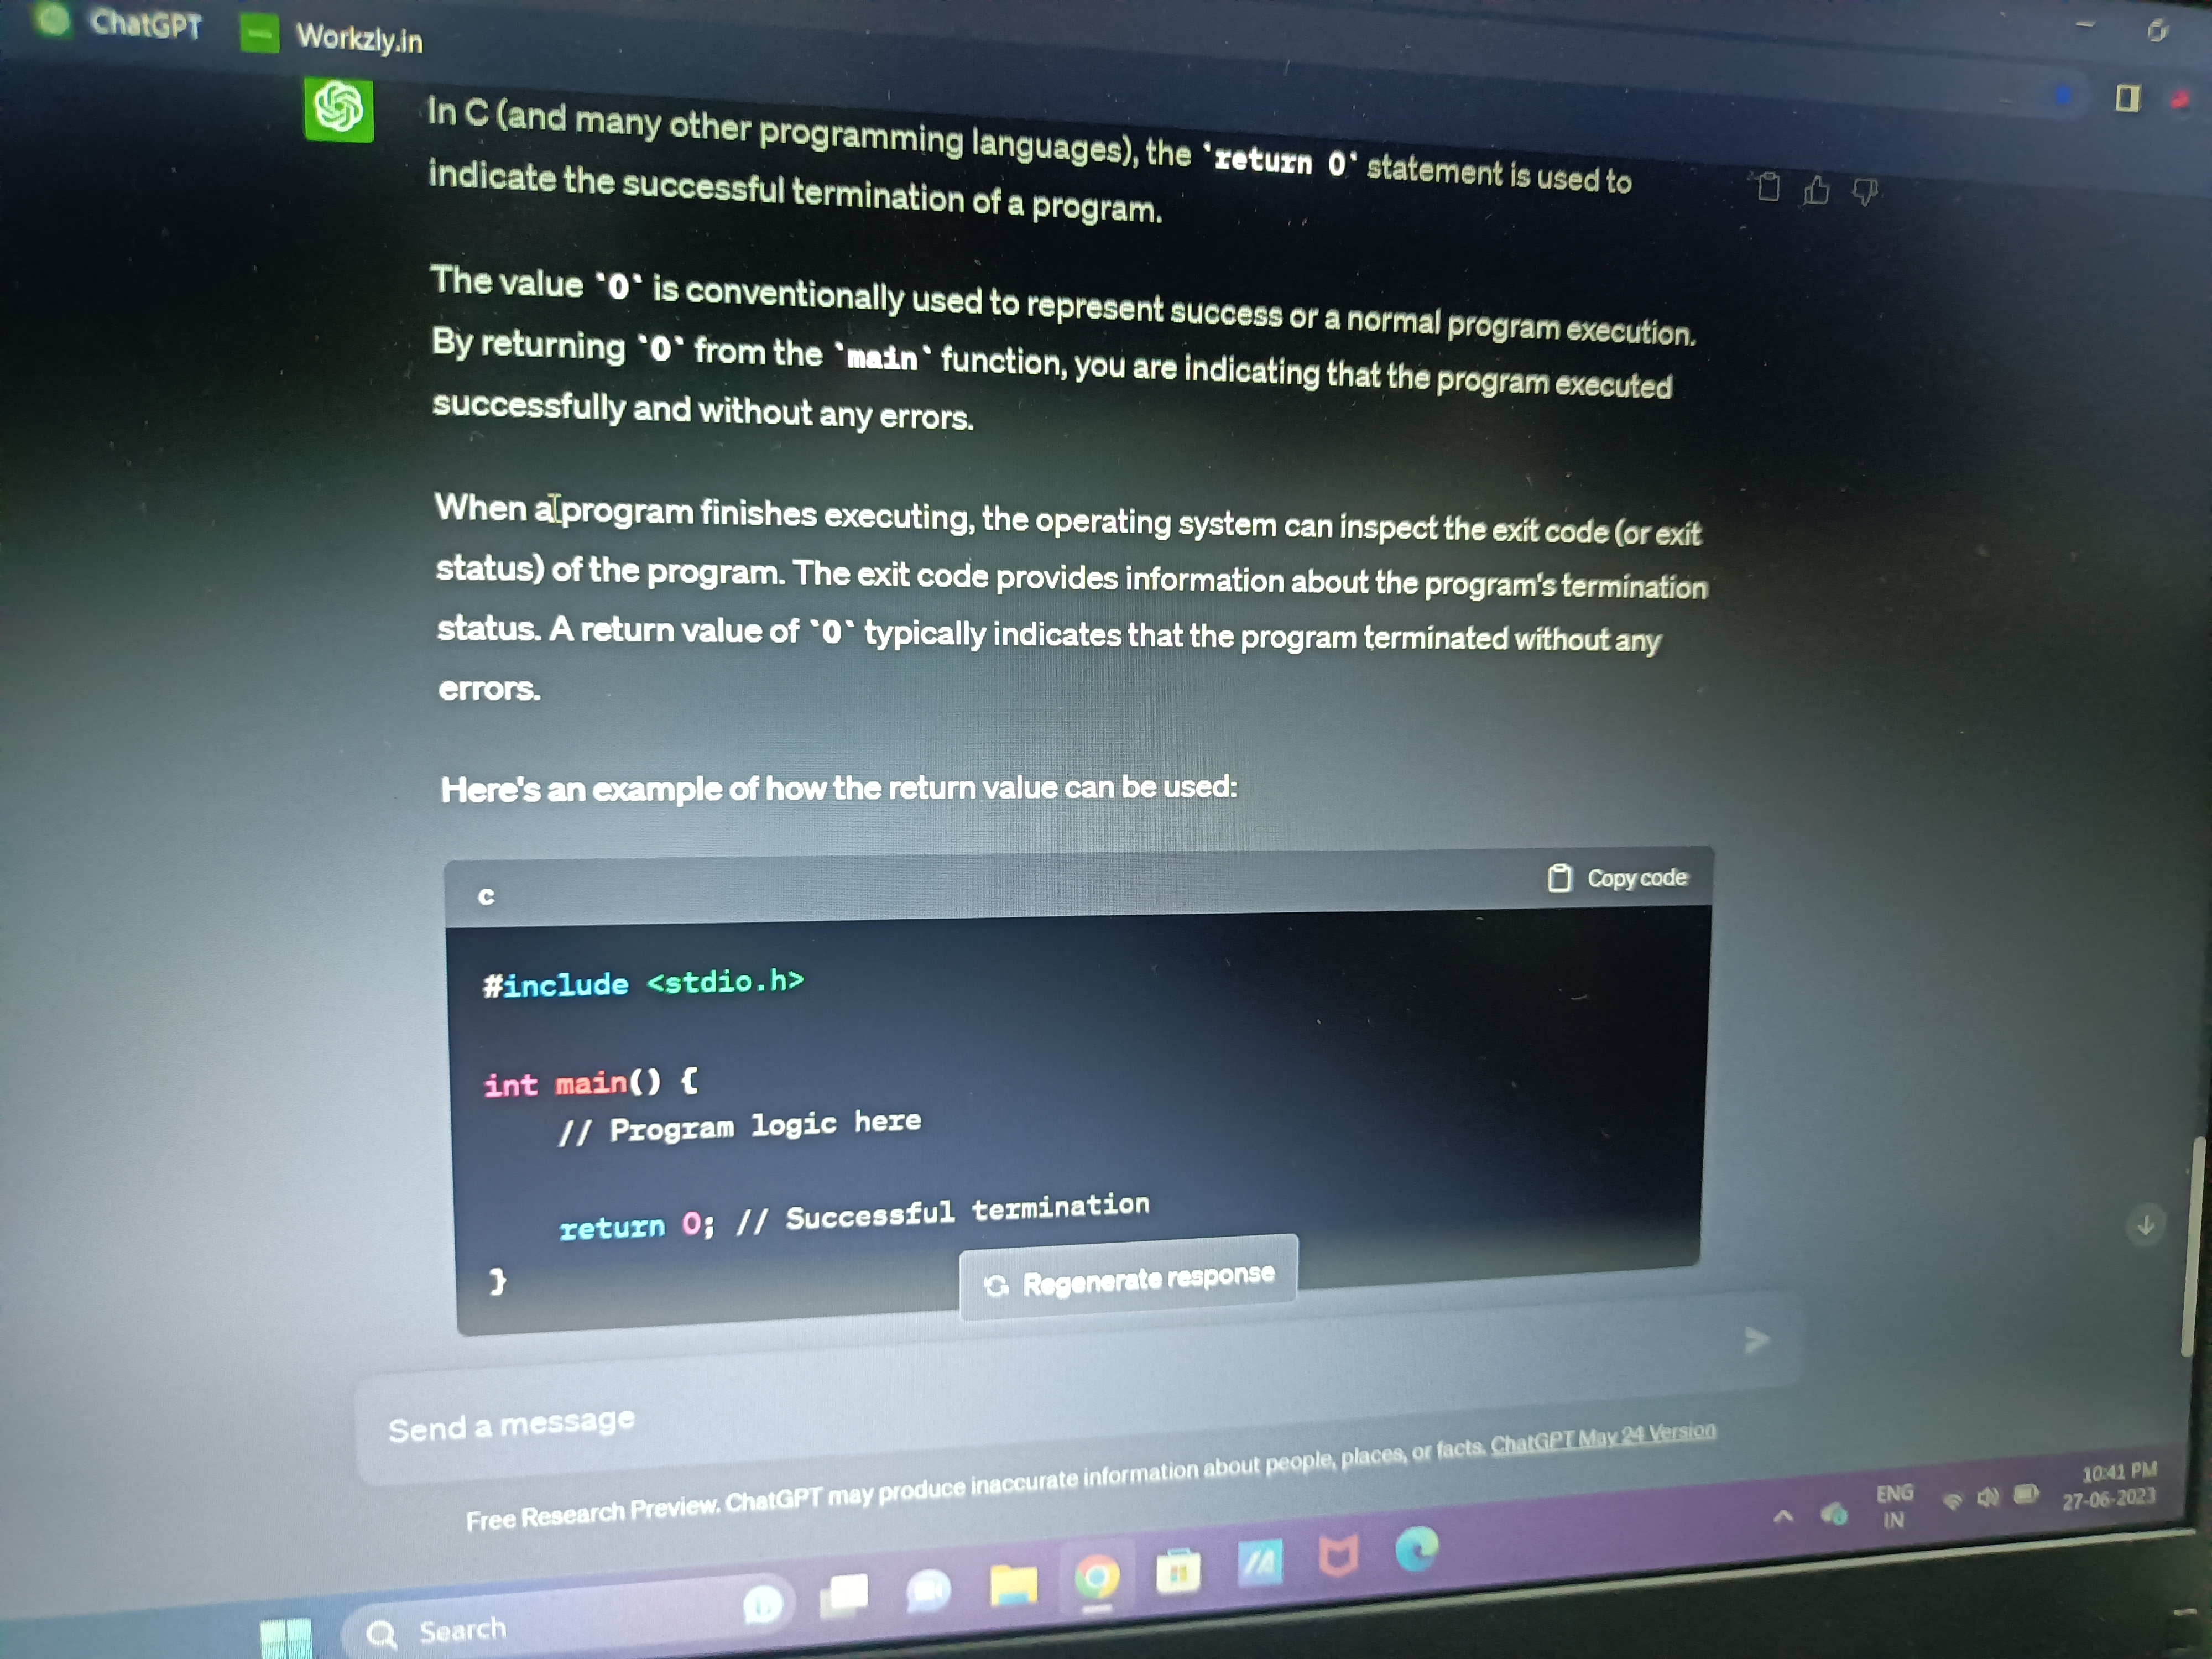 ChatGPT
Workzly.in
In C (and many other programming languages), the `return 0` statement is used to
indicate the successful termination of a program.
The value `0` is conventionally used to represent success or a normal program execution.
By returning `0` from the `main` function, you are indicating that the program executed
successfully and without any errors.
When a program finishes executing, the operating system can inspect the exit code (or exit
status) of the program. The exit code provides information about the program's termination
status. A return value of `0` typically indicates that the program terminated without any
errors.
Here's an example of how the return value can be used:
c
Copy code
#include <stdio.h>
int main() {
// Program logic here
return 0; // Successful termination
}
Regenerate response
Send a message
Free Research Preview. ChatGPT may produce inaccurate information about people, places, or facts. ChatGPT May 24 Version
ENG
IN
10:41 PM
27-06-2023
Search